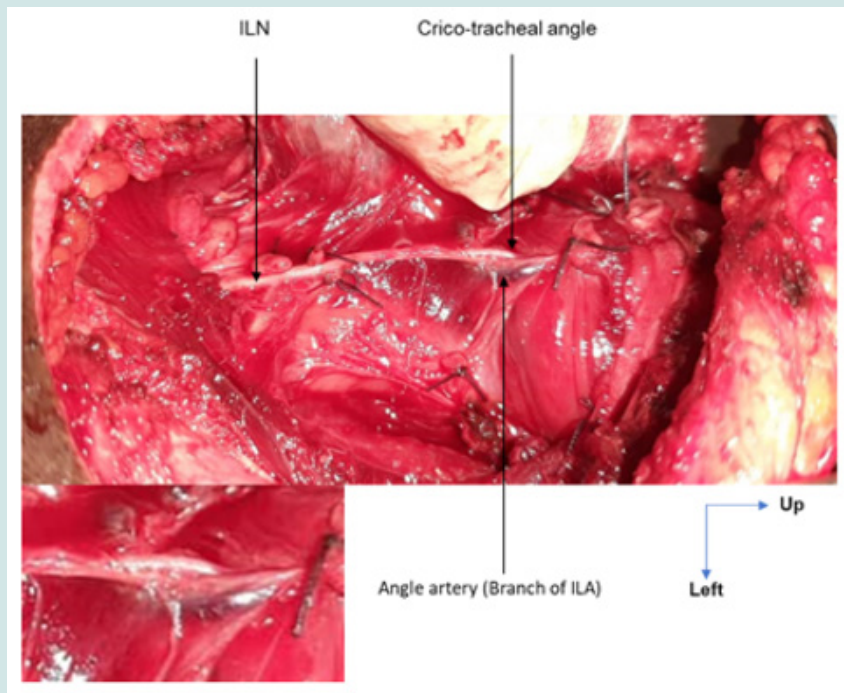 ILN
Crico-tracheal angle
Up
Angle artery (Branch of ILA)
Left